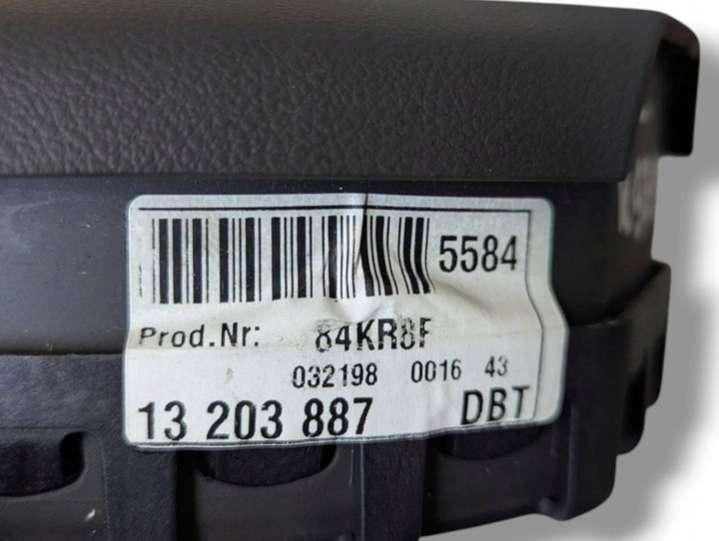 5584
Prod.Nr: 84KR8F
032198 0016 43
13 203 887 DBT